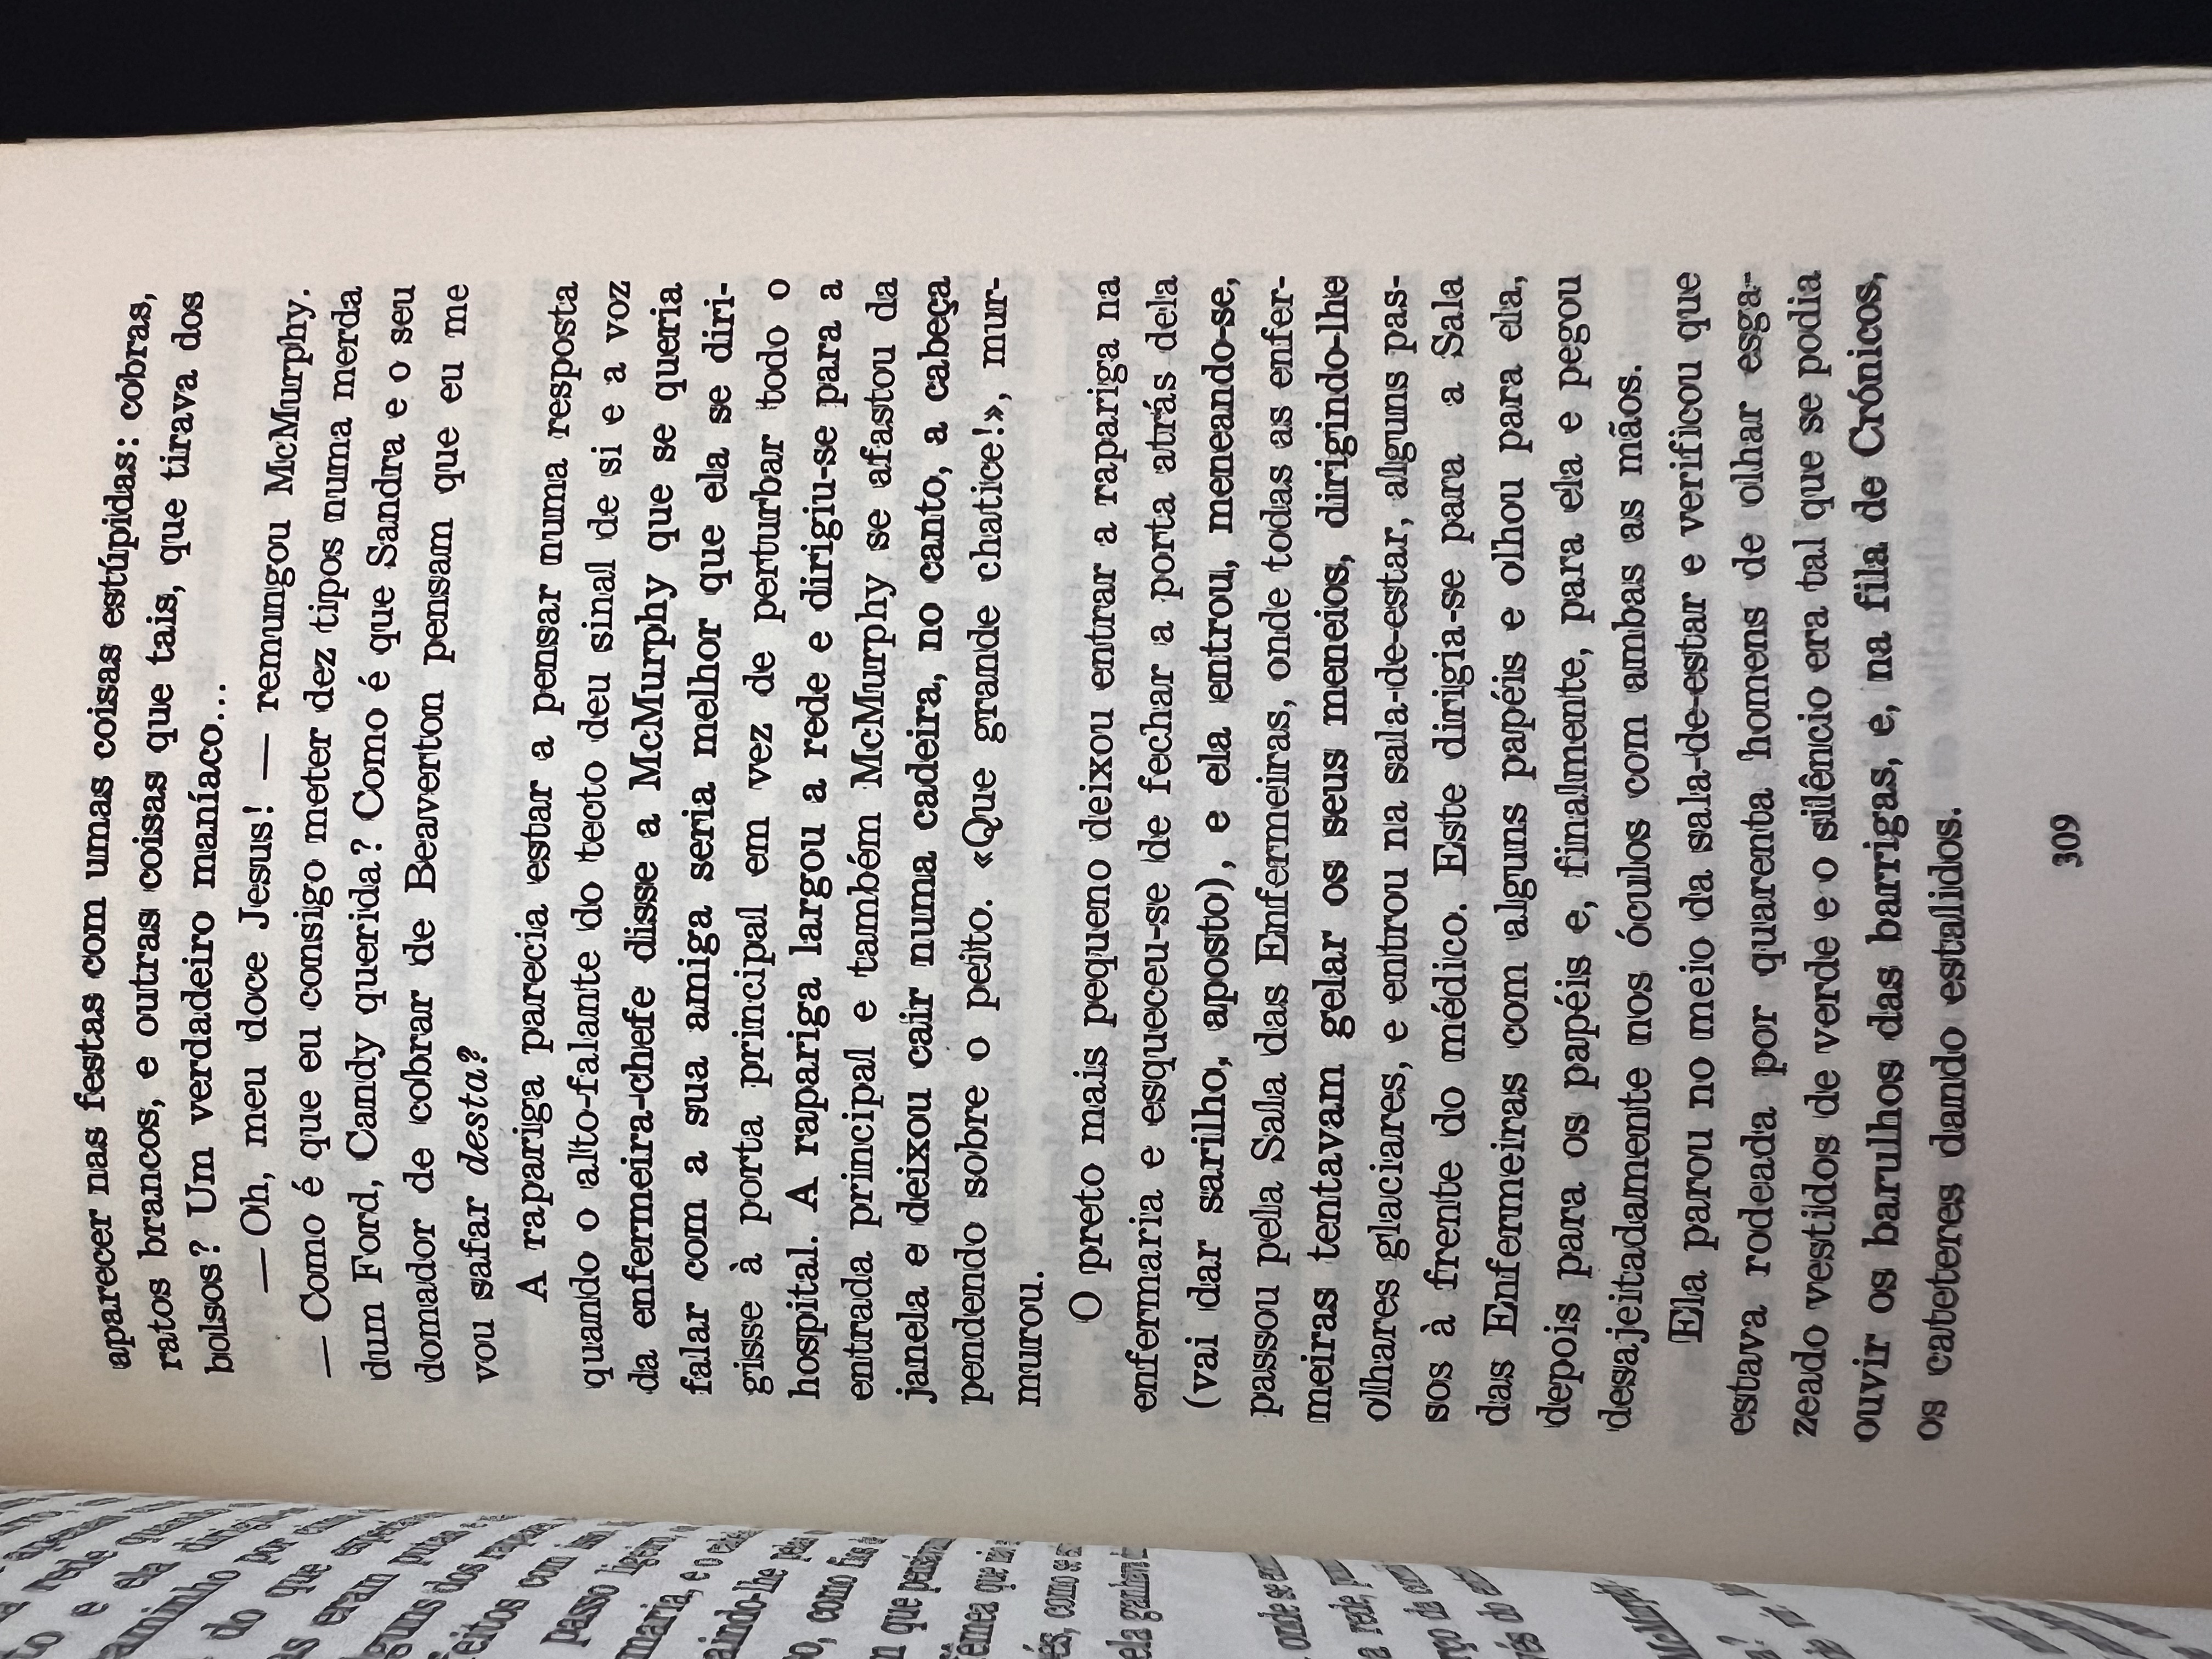 aparecer nas festas com umas coisas estúpidas: cobras,
ratos brancos, e outras coisas que tais, que tirava dos
bolsos? Um verdadeiro maníaco...
— Oh, meu doce Jesus! — remungou McMurphy.
— Como é que eu consigo meter dez tipos numa merda
dum Ford, Candy querida? Como é que Sandra e o seu
domador de cobrar de Beaverton pensam que eu me
vou safar desta?
A rapariga parecia estar a pensar numa resposta
quando o alto-falante do tecto deu sinal de si e a voz
da enfermeira-chefe disse a McMurphy que se queria
falar com a sua amiga seria melhor que ela se diri-
gisse à porta principal em vez de perturbar todo o
hospital. A rapariga largou a rede e dirigiu-se para a
entrada principal e também McMurphy se afastou da
janela e deixou cair numa cadeira, no canto, a cabeça
pendendo sobre o peito. «Que grande chatice!», mur-
murou.
O preto mais pequeno deixou entrar a rapariga na
enfermaria e esqueceu-se de fechar a porta atrás dela
(vai dar sarilho, aposto), e ela entrou, meneando-se,
passou pela Sala das Enfermeiras, onde todas as enfer-
meiras tentavam gelar os seus meneios, dirigindo-lhe
olhares glaciares, e entrou na sala-de-estar, alguns pas-
sos à frente do médico. Este dirigia-se para a Sala
das Enfermeiras com alguns papéis e olhou para ela,
depois para os papéis e, finalmente, para ela e pegou
desajeitadamente nos óculos com ambas as mãos.
Ela parou no meio da sala-de-estar e verificou que
estava rodeada por quarenta homens de olhar esga-
zeado vestidos de verde e o silêncio era tal que se podia
ouvir os barulhos das barrigas, e, na fila de Crónicos,
os cateteres dando estalidos.
309